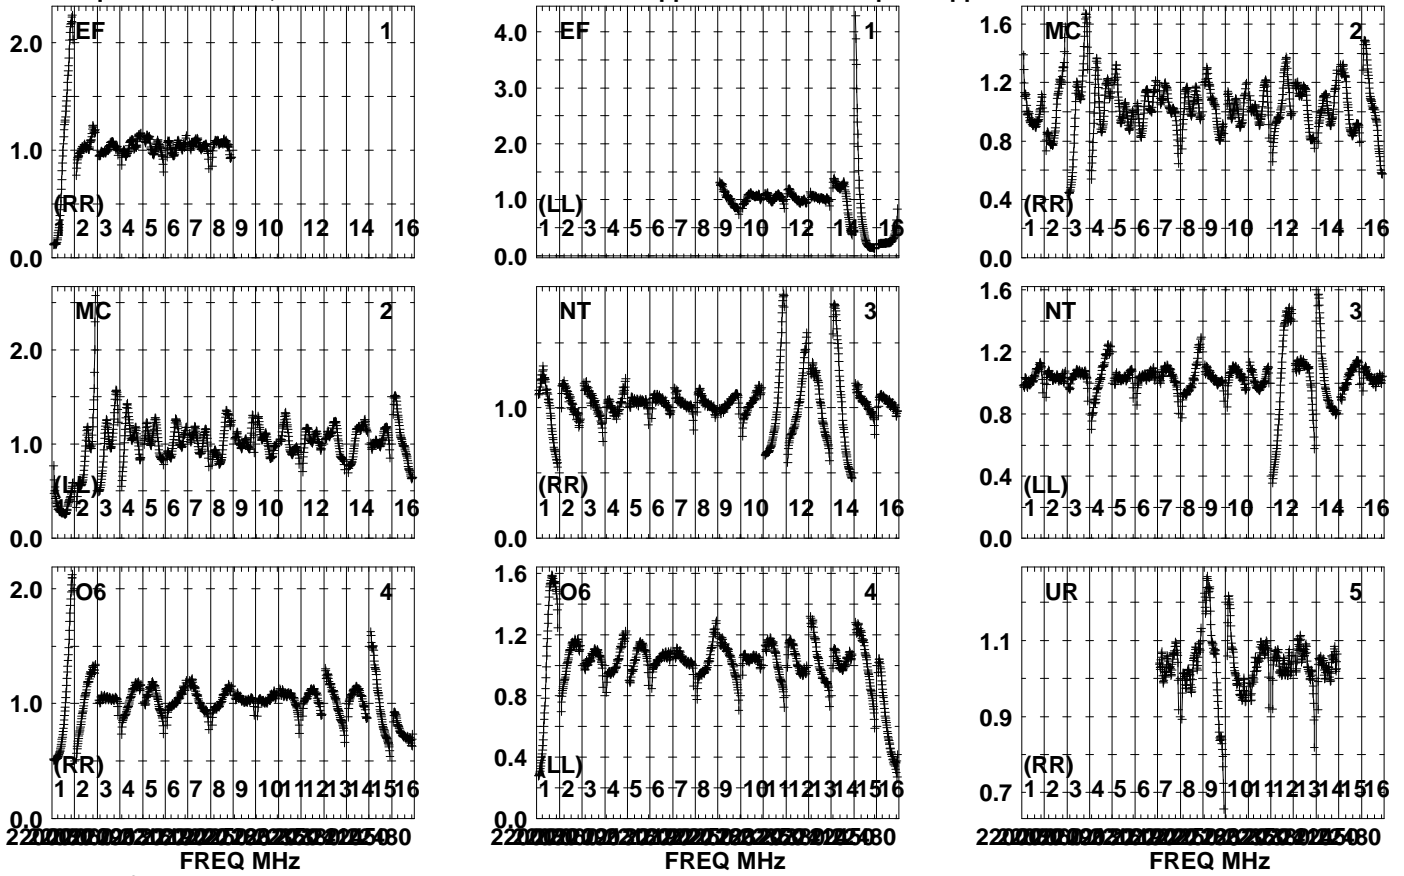 EF 1
2.0
1.0
(RR)
1 2 3 4 5 6 7 8 9 10 12 14 16
0.0
EF 1
4.0
3.0
2.0
1.0
(LL)
1 2 3 4 5 6 7 8 9 10 12 14 16
0.0
MC 2
1.6
1.2
0.8
0.4
(RR)
1 2 3 4 5 6 7 8 9 10 12 14 16
0.0
MC 2
2.0
1.0
(LL)
2 3 4 5 6 7 8 9 10 12 14 16
0.0
NT 3
1.0
(RR)
1 2 3 4 5 6 7 8 9 10 12 14 16
0.0
NT 3
1.6
1.2
0.8
0.4
(LL)
1 2 3 4 5 6 7 8 9 10 12 14 16
0.0
O6 4
2.0
1.0
(RR)
1 2 3 4 5 6 7 8 9 10 11 12 13 14 15 16
0.0
FREQ MHz
O6 4
1.6
1.2
0.8
0.4
(LL)
1 2 3 4 5 6 7 8 9 10 11 12 13 14 15 16
0.0
FREQ MHz
UR 5
1.1
0.9
(RR)
0.7
1 2 3 4 5 6 7 8 9 10 11 12 13 14 15 16
FREQ MHz